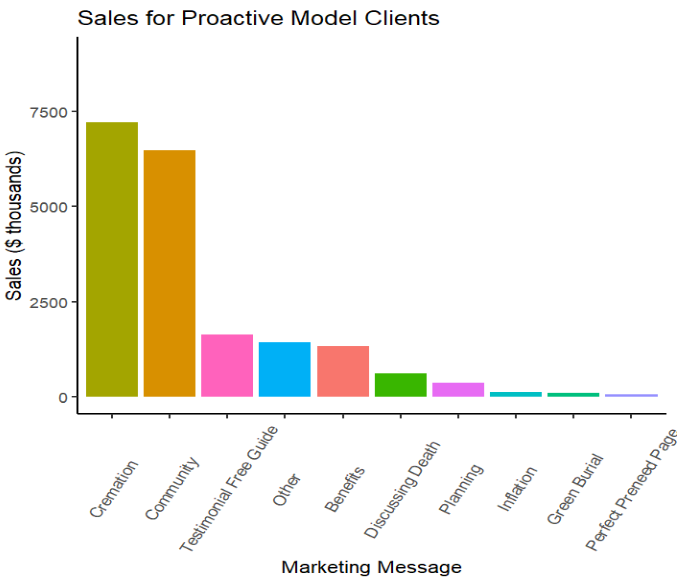 Sales for Proactive Model Clients
Sales ($ thousands)
7500
5000
2500
0
Cremation
Community
Testimonial Free Guide
Other
Benefits
Discussing Death
Planning
Inflation
Green Burial
Perfect Preneed Page
Marketing Message